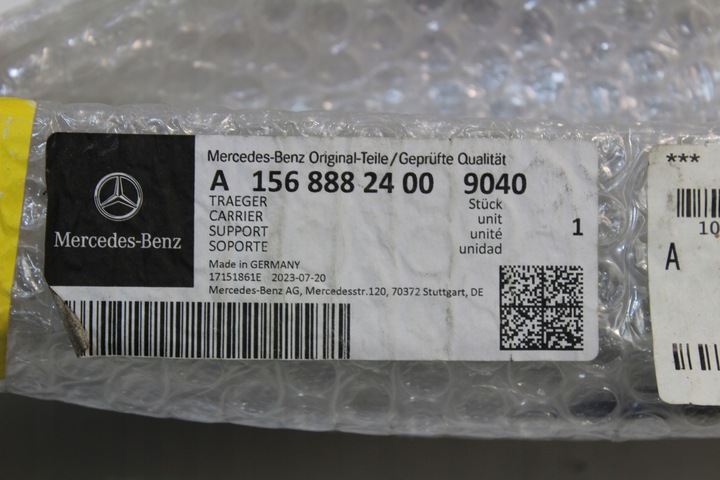 Mercedes-Benz
Mercedes-Benz Original-Teile/Geprüfte Qualität
A 156 888 24 00 9040
TRAEGER Stück
CARRIER unit
SUPPORT unité 1
SOPORTE unidad
Made in GERMANY
17151861E 2023-07-20
Mercedes-Benz AG, Mercedesstr.120, 70372 Stuttgart, DE
***
1Q
A